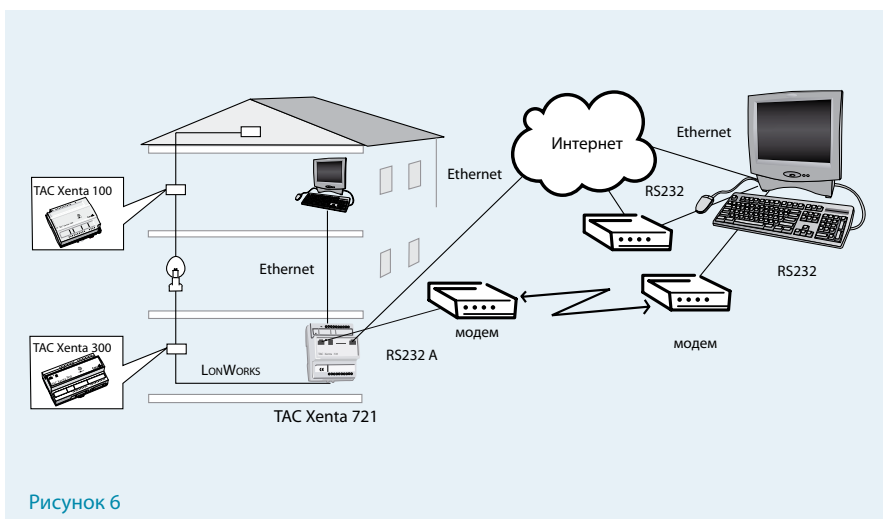 Интернет
Ethernet
Ethernet
RS232
TAC Xenta 100
Ethernet
RS232
модем
модем
TAC Xenta 300
RS232 A
LONWORKS
TAC Xenta 721
Рисунок 6